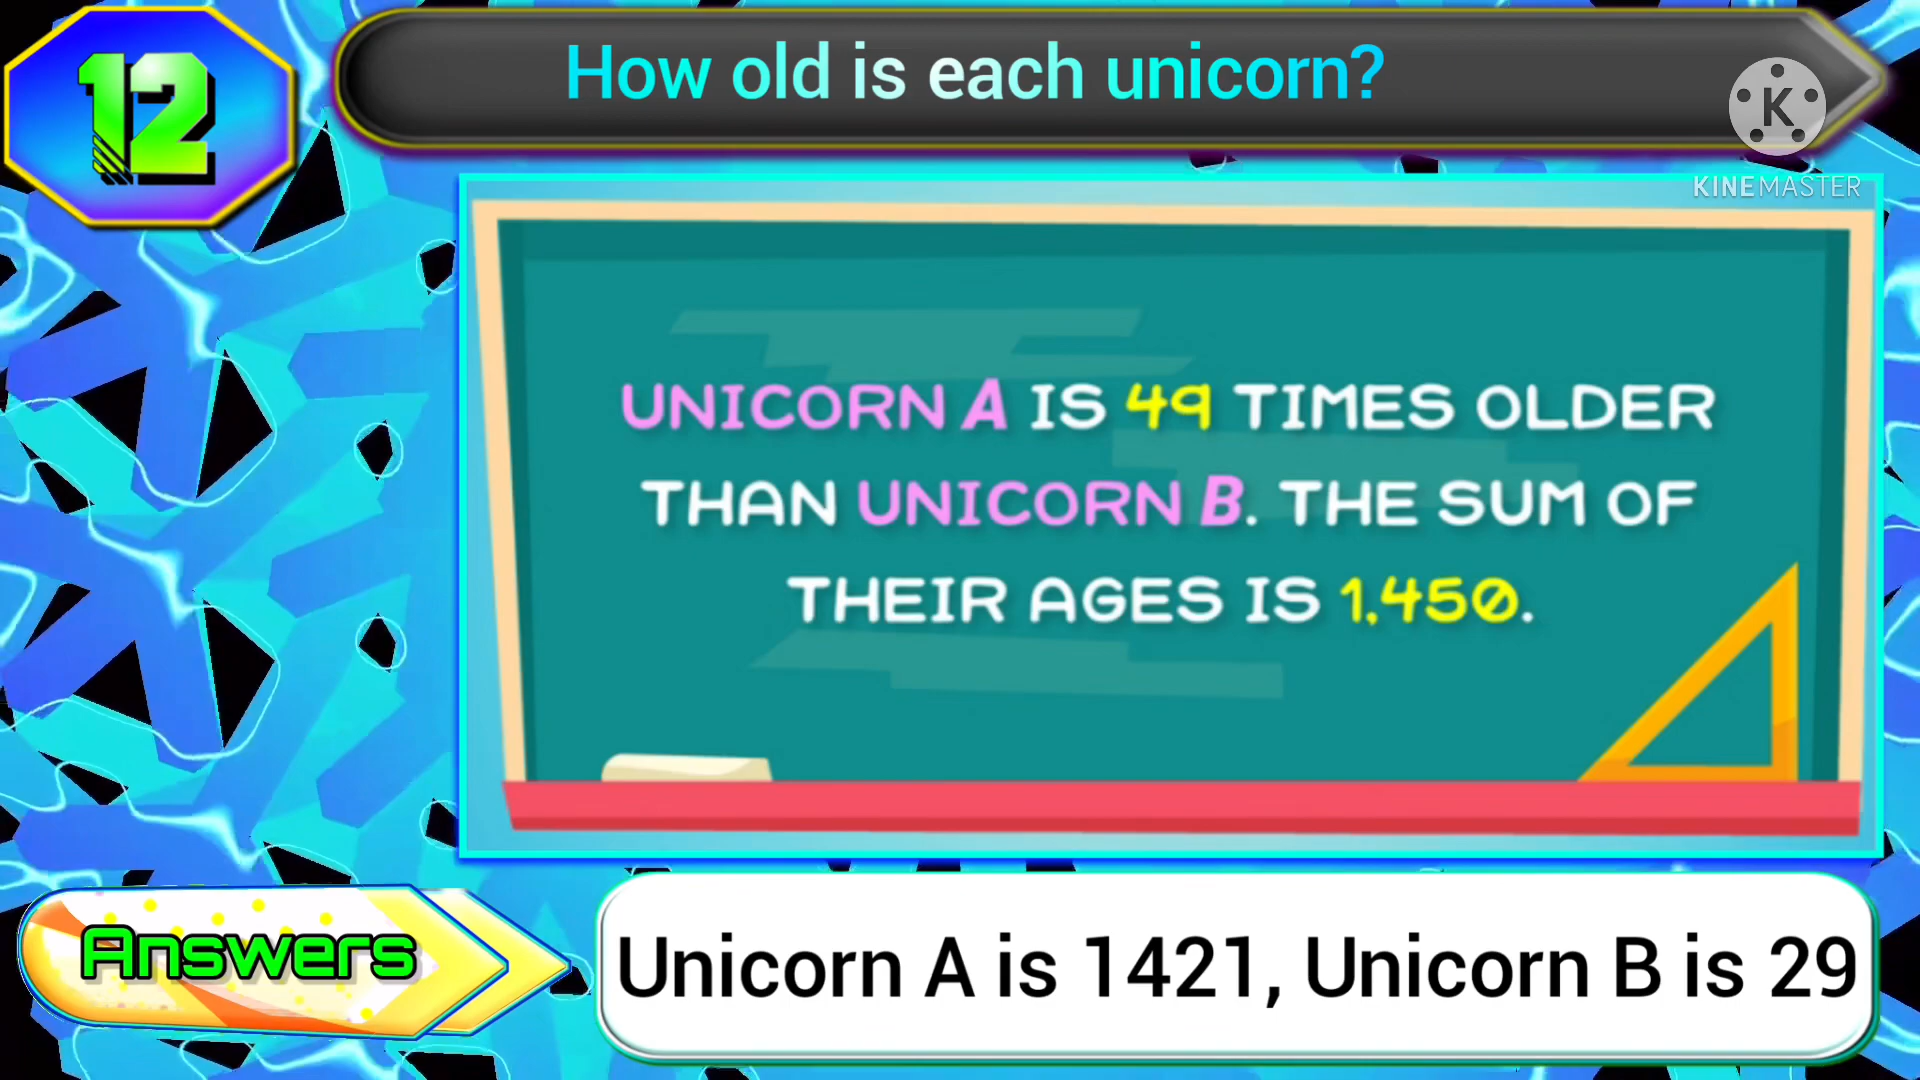 12
How old is each unicorn?
K
KINEMASTER
UNICORN A IS 49 TIMES OLDER
THAN UNICORN B. THE SUM OF
THEIR AGES IS 1,450.
Answers
Unicorn A is 1421, Unicorn B is 29